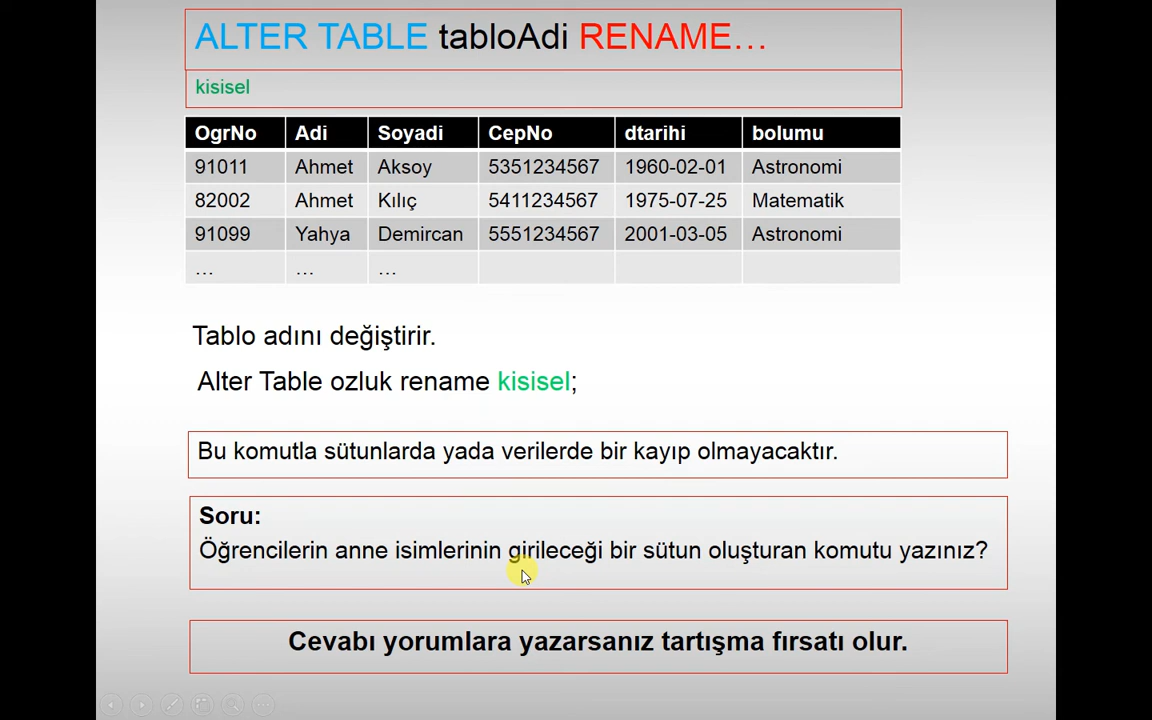 ALTER TABLE tabloAdi RENAME…
kisisel
OgrNo Adi Soyadi CepNo dtarihi bolumu
91011 Ahmet Aksoy 5351234567 1960-02-01 Astronomi
82002 Ahmet Kılıç 5411234567 1975-07-25 Matematik
91099 Yahya Demircan 5551234567 2001-03-05 Astronomi
… … …
Tablo adını değiştirir.
Alter Table ozluk rename kisisel;
Bu komutla sütunlarda yada verilerde bir kayıp olmayacaktır.
Soru:
Öğrencilerin anne isimlerinin girileceği bir sütun oluşturan komutu yazınız?
Cevabı yorumlara yazarsanız tartışma fırsatı olur.